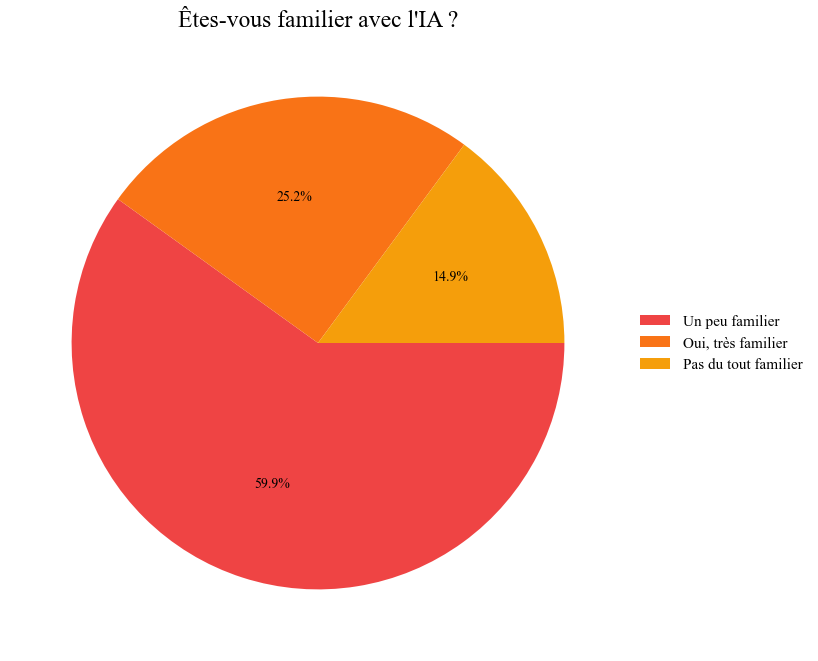 Êtes-vous familier avec l'IA ?
25.2%
14.9%
59.9%
Un peu familier
Oui, très familier
Pas du tout familier